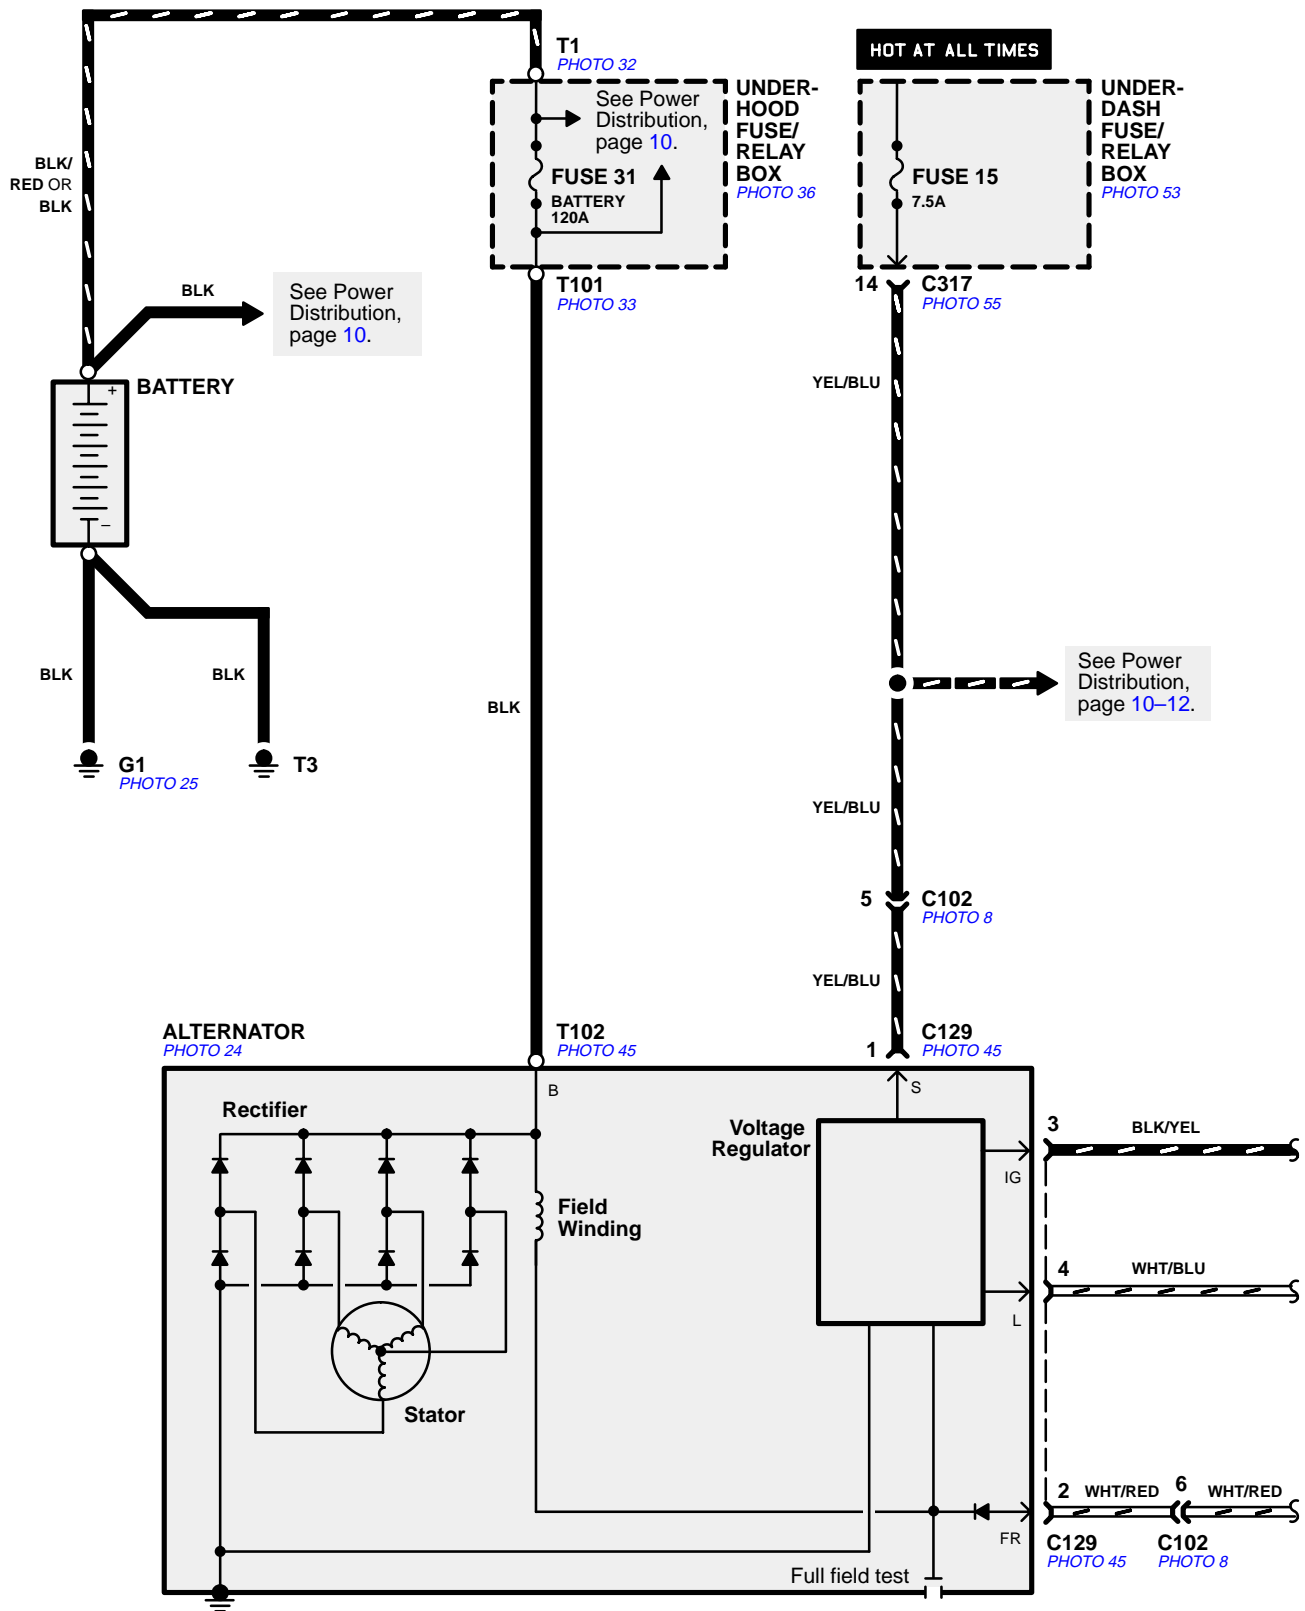 T1
PHOTO 32
HOT AT ALL TIMES
See Power
Distribution,
page 10.
FUSE 31
BATTERY
120A
UNDER-
HOOD
FUSE/
RELAY
BOX
PHOTO 36
FUSE 15
7.5A
UNDER-
DASH
FUSE/
RELAY
BOX
PHOTO 53
BLK/
RED OR
BLK
T101
PHOTO 33
14
C317
PHOTO 55
BLK
See Power
Distribution,
page 10.
BATTERY
+
–
YEL/BLU
BLK
BLK
G1
PHOTO 25
T3
BLK
See Power
Distribution,
page 10–12.
YEL/BLU
5
C102
PHOTO 8
YEL/BLU
ALTERNATOR
PHOTO 24
T102
PHOTO 45
1
C129
PHOTO 45
B
S
Rectifier
Voltage
Regulator
3
BLK/YEL
IG
Field
Winding
4
WHT/BLU
L
Stator
2
WHT/RED
6
WHT/RED
FR
C129
PHOTO 45
C102
PHOTO 8
Full field test